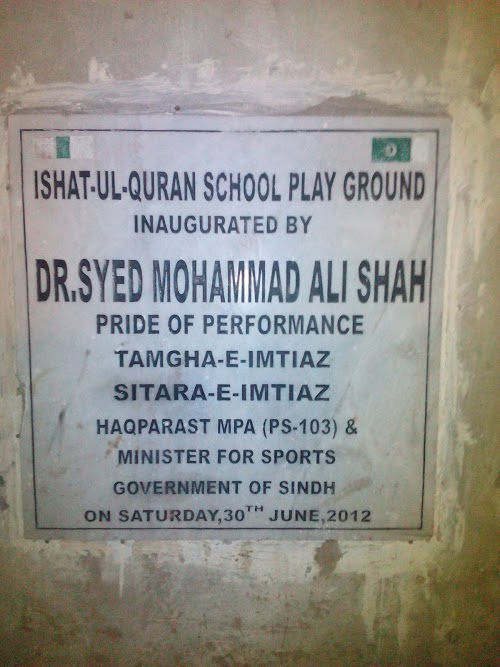 ISHAT-UL-QURAN SCHOOL PLAY GROUND
INAUGURATED BY
DR.SYED MOHAMMAD ALI SHAH
PRIDE OF PERFORMANCE
TAMGHA-E-IMTIAZ
SITARA-E-IMTIAZ
HAQPARAST MPA (PS-103) &
MINISTER FOR SPORTS
GOVERNMENT OF SINDH
ON SATURDAY,30TH JUNE,2012